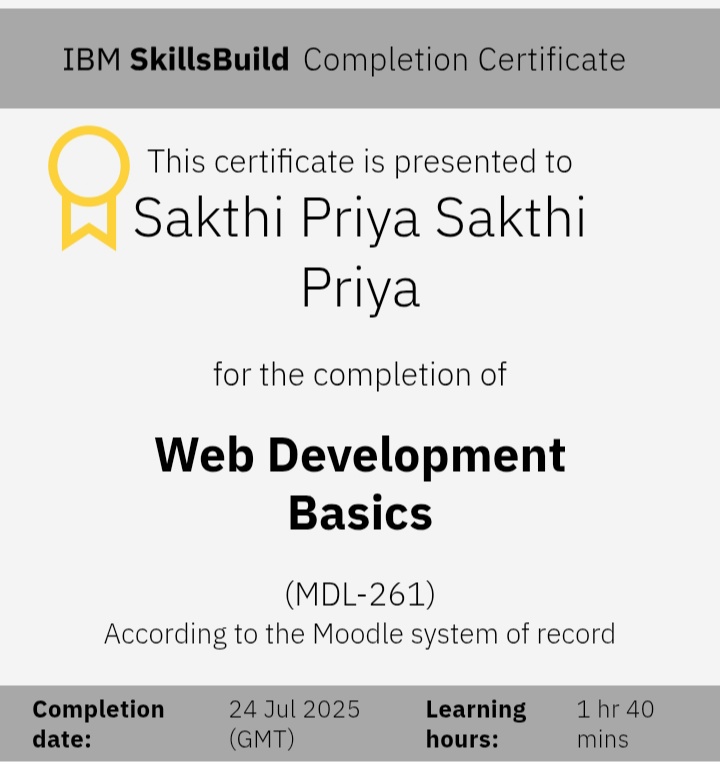 IBM SkillsBuild Completion Certificate
This certificate is presented to
Sakthi Priya Sakthi
Priya
for the completion of
Web Development
Basics
(MDL-261)
According to the Moodle system of record
Completion date: 24 Jul 2025 (GMT) Learning hours: 1 hr 40 mins